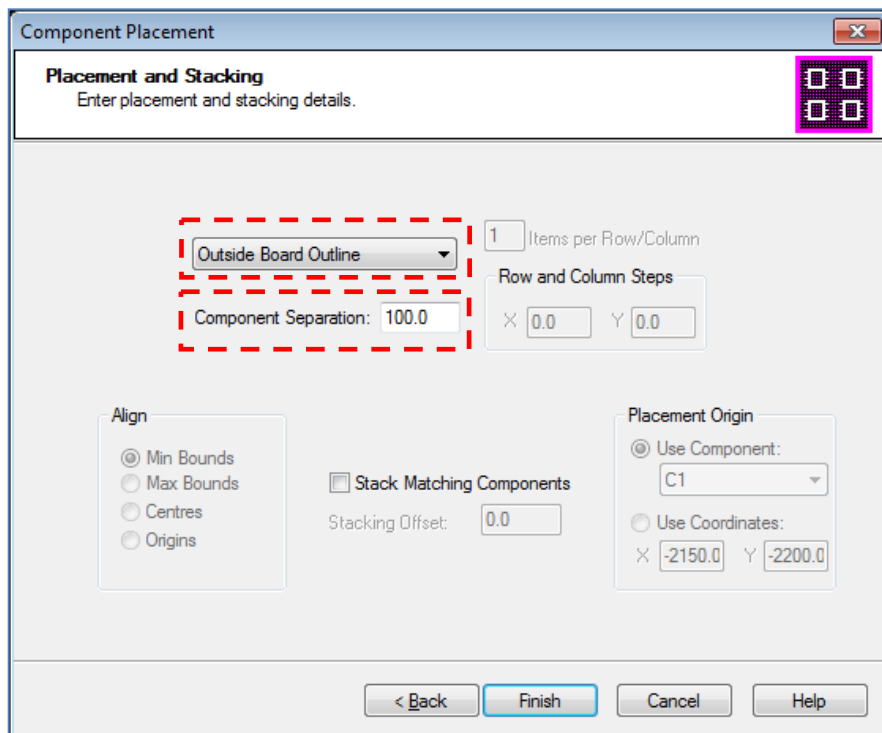 Component Placement
Placement and Stacking
Enter placement and stacking details.
Outside Board Outline
1 Items per Row/Column
Component Separation: 100.0
Row and Column Steps
X 0.0 Y 0.0
Align
Min Bounds
Max Bounds
Centres
Origins
Stack Matching Components
Stacking Offset: 0.0
Placement Origin
Use Component:
C1
Use Coordinates:
X -2150.0 Y -2200.0
< Back Finish Cancel Help